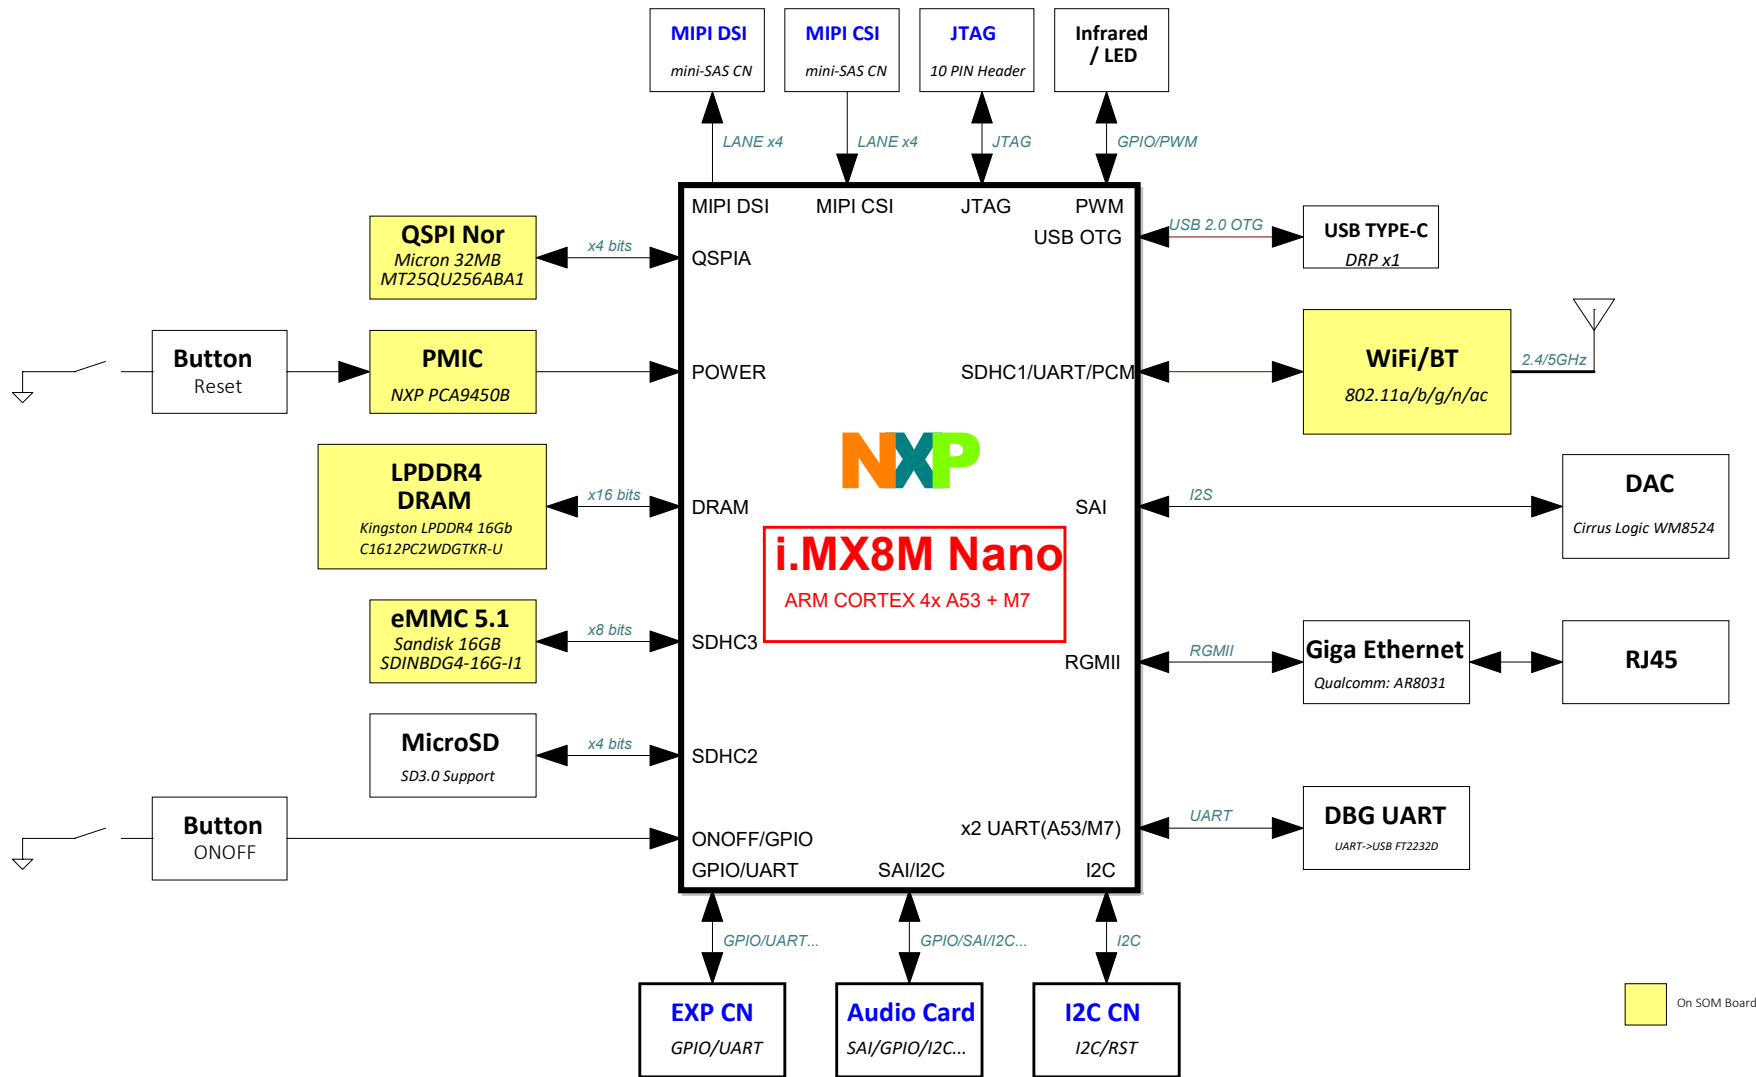 MIPI DSI
mini-SAS CN
MIPI CSI
mini-SAS CN
JTAG
10 PIN Header
Infrared
/ LED
LANE x4
LANE x4
JTAG
GPIO/PWM
MIPI DSI
MIPI CSI
JTAG
PWM
QSPI Nor
Micron 32MB
MT25QU256ABA1
x4 bits
QSPIA
USB OTG
USB 2.0 OTG
USB TYPE-C
DRP x1
Button
Reset
PMIC
NXP PCA9450B
POWER
SDHC1/UART/PCM
WiFi/BT
802.11a/b/g/n/ac
2.4/5GHz
LPDDR4
DRAM
Kingston LPDDR4 16Gb
C1612PC2WDGTKR-U
x16 bits
DRAM
NXP
SAI
I2S
DAC
Cirrus Logic WM8524
i.MX8M Nano
ARM CORTEX 4x A53 + M7
eMMC 5.1
Sandisk 16GB
SDINBDG4-16G-I1
x8 bits
SDHC3
RGMII
RGMII
Giga Ethernet
Qualcomm: AR8031
RJ45
MicroSD
SD3.0 Support
x4 bits
SDHC2
Button
ONOFF
ONOFF/GPIO
x2 UART(A53/M7)
UART
DBG UART
UART->USB FT2232D
GPIO/UART
SAI/I2C
I2C
GPIO/UART...
GPIO/SAI/I2C...
I2C
EXP CN
GPIO/UART
Audio Card
SAI/GPIO/I2C...
I2C CN
I2C/RST
On SOM Board